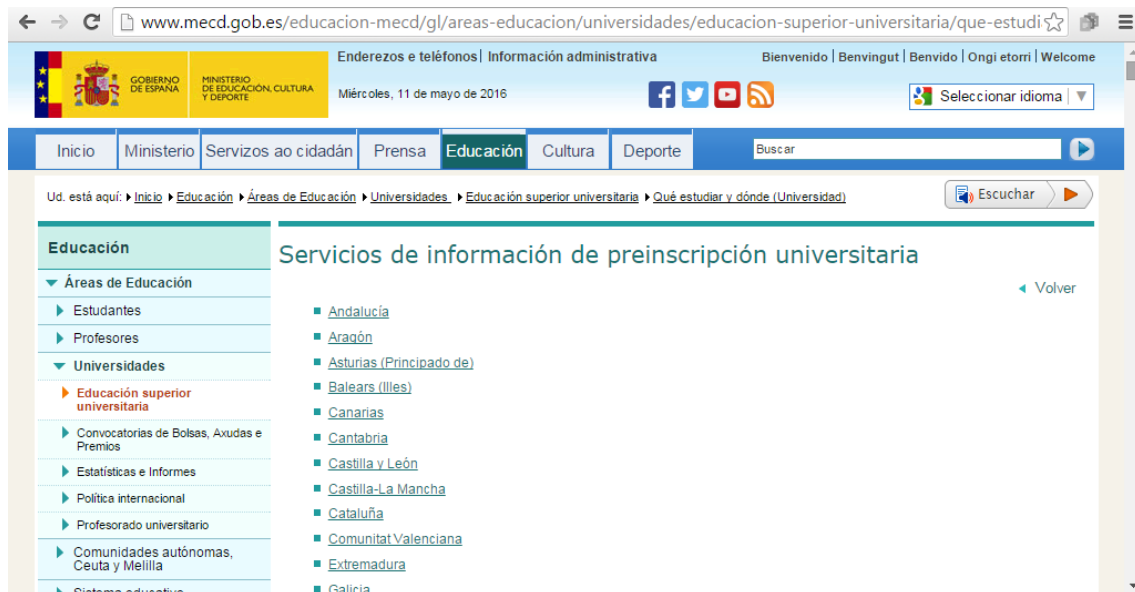 www.mecd.gob.es/educacion-mecd/gl/areas-educacion/universidades/educacion-superior-universitaria/que-estudi
GOBIERNO
DE ESPAÑA
MINISTERIO
DE EDUCACIÓN, CULTURA
Y DEPORTE
Enderezos e teléfonos | Información administrativa
Bienvenido | Benvingut | Benvido | Ongi etorri | Welcome
Miércoles, 11 de mayo de 2016
Seleccionar idioma
Inicio Ministerio Servizos ao cidadán Prensa Educación Cultura Deporte
Buscar
Ud. está aquí: Inicio Educación Áreas de Educación Universidades Educación superior universitaria Qué estudiar y dónde (Universidad)
Escuchar
Educación
Áreas de Educación
Estudantes
Profesores
Universidades
Educación superior
universitaria
Convocatorias de Bolsas, Axudas e
Premios
Estatísticas e Informes
Política internacional
Profesorado universitario
Comunidades autónomas,
Ceuta y Melilla
Sistema educativo
Servicios de información de preinscripción universitaria
Volver
Andalucía
Aragón
Asturias (Principado de)
Balears (Illes)
Canarias
Cantabria
Castilla y León
Castilla-La Mancha
Cataluña
Comunitat Valenciana
Extremadura
Galicia